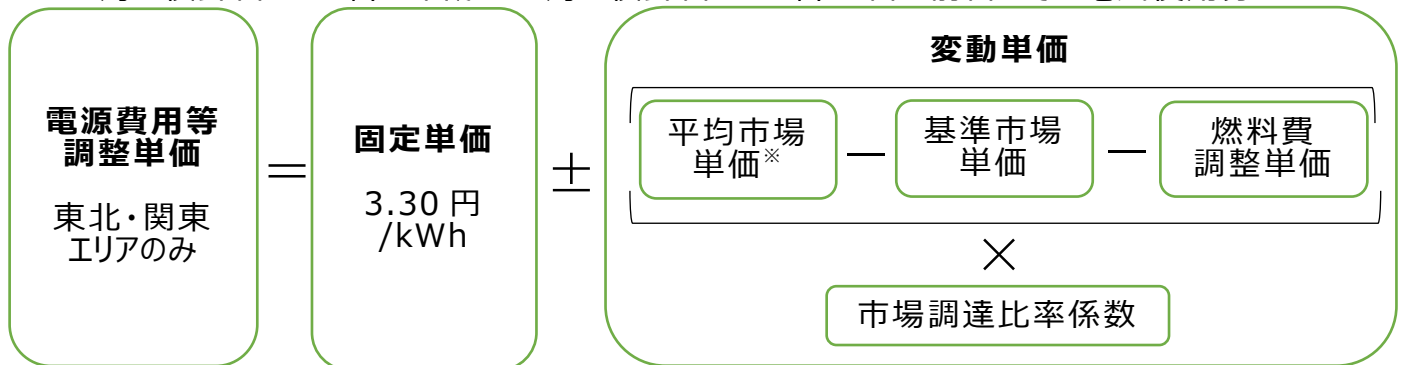 電源費用等
調整単価
東北・関東
エリアのみ
＝
固定単価
3.30 円
/kWh
±
変動単価
平均市場
単価※
－
基準市場
単価
－
燃料費
調整単価
×
市場調達比率係数